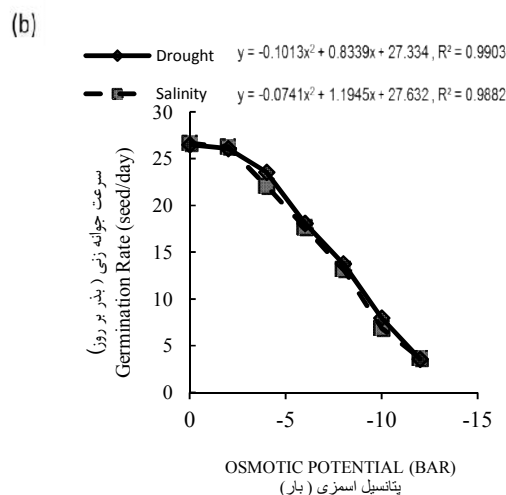 (b)
Drought y = -0.1013x² + 0.8339x + 27.334 , R² = 0.9903
Salinity y = -0.0741x² + 1.1945x + 27.632 , R² = 0.9882
30
25
20
15
10
5
0
سرعت جوانه زنی ( بذر بر روز)
Germination Rate (seed/day)
0 -5 -10 -15
OSMOTIC POTENTIAL (BAR)
پتانسیل اسمزی ( بار )